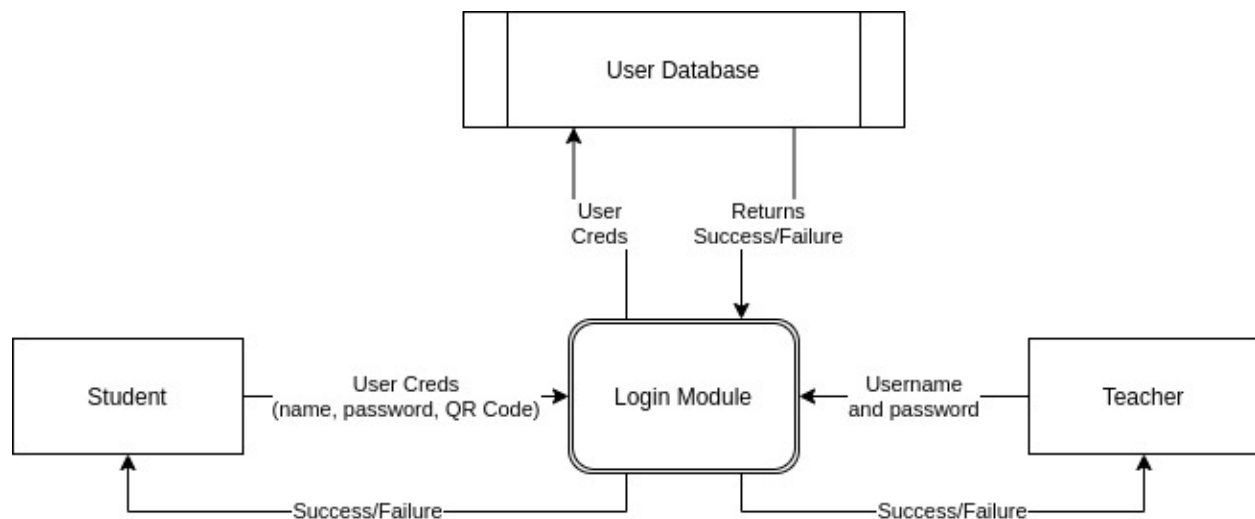 User Database
User
Creds
Returns
Success/Failure
Student
User Creds
(name, password, QR Code)
Login Module
Username
and password
Teacher
Success/Failure
Success/Failure